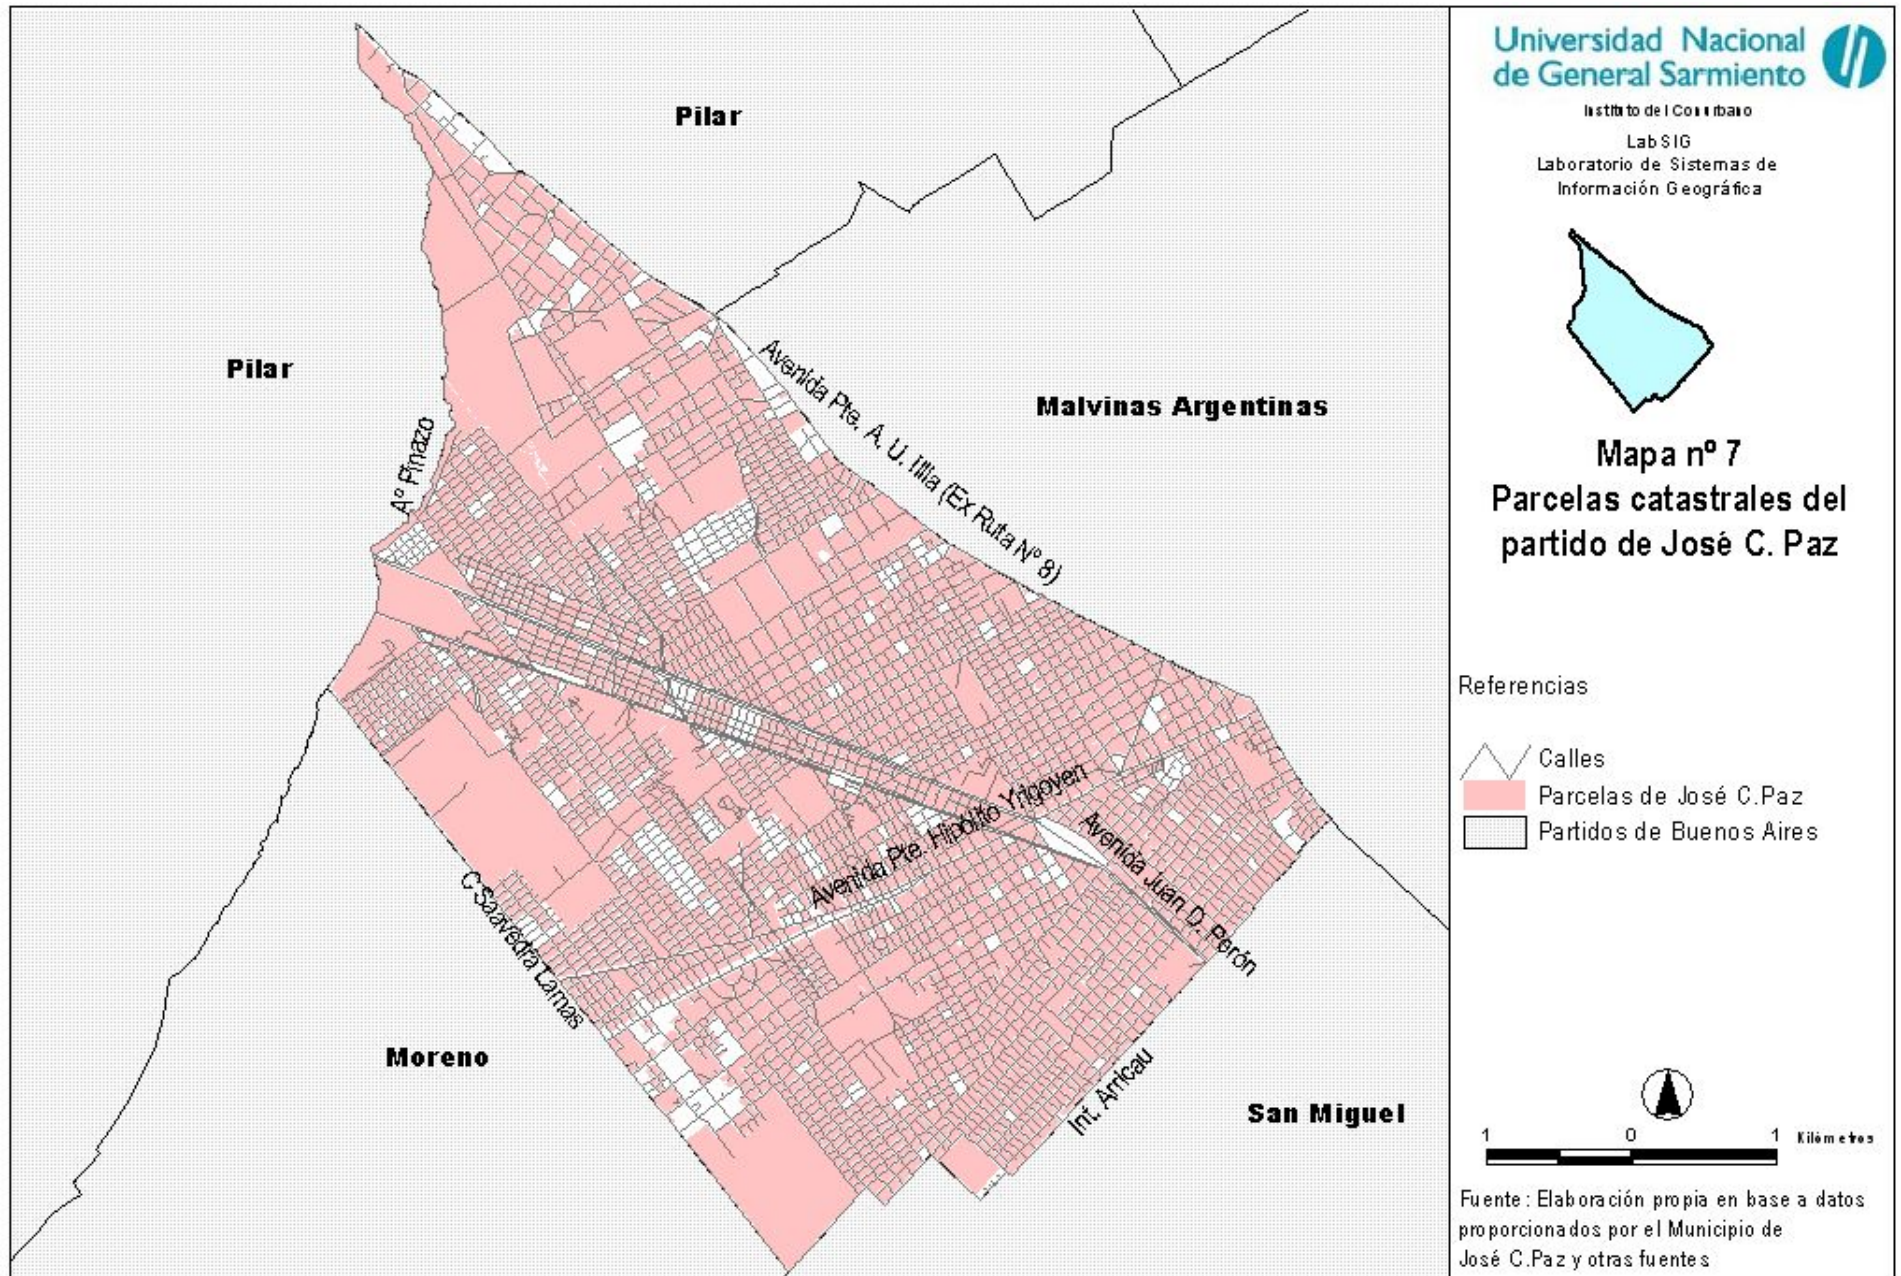 Pilar
Pilar
Malvinas Argentinas
Moreno
San Miguel
Aº Pinazo
Avenida Pte. A. U. Illia (Ex Ruta Nº 8)
Avenida Pte. Hipólito Yrigoyen
Avenida Juan D. Perón
C Saavedra Lamas
Int. Arricau
Universidad Nacional
de General Sarmiento
Instituto del Conurbano
LabSIG
Laboratorio de Sistemas de
Información Geográfica
Mapa nº 7
Parcelas catastrales del
partido de José C. Paz
Referencias
Calles
Parcelas de José C.Paz
Partidos de Buenos Aires
1 0 1 Kilómetros
Fuente: Elaboración propia en base a datos
proporcionados por el Municipio de
José C.Paz y otras fuentes